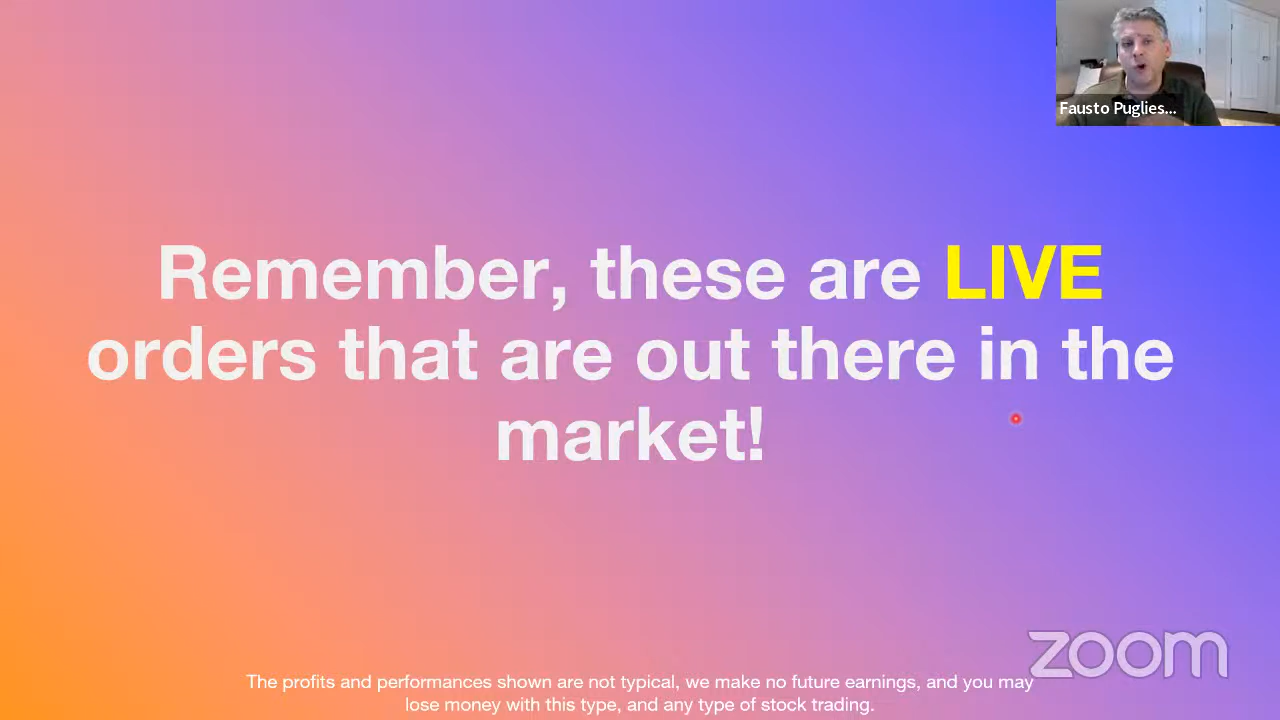 Fausto Puglies...
Remember, these are LIVE
orders that are out there in the
market!
zoom
The profits and performances shown are not typical, we make no future earnings, and you may
lose money with this type, and any type of stock trading.